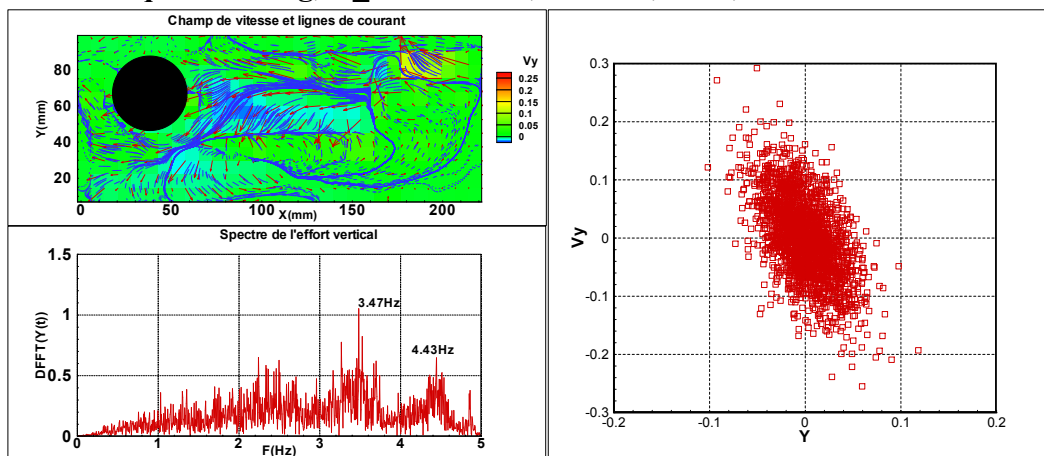 Champ de vitesse et lignes de courant
Vy
0.25
0.2
0.15
0.1
0.05
0
Y(mm)
80
60
40
20
0 50 100 150 200
X(mm)
Spectre de l'effort vertical
DFFT(Y(t))
1.5
1
0.5
0
3.47Hz
4.43Hz
0 1 2 3 4 5
F(Hz)
Vy
0.3
0.2
0.1
0
-0.1
-0.2
-0.3
-0.2 -0.1 0 0.1 0.2
Y